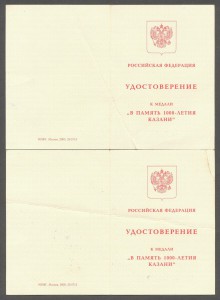 РОССИЙСКАЯ ФЕДЕРАЦИЯ
УДОСТОВЕРЕНИЕ
К МЕДАЛИ
"В ПАМЯТЬ 1000-ЛЕТИЯ
КАЗАНИ"
РОССИЙСКАЯ ФЕДЕРАЦИЯ
УДОСТОВЕРЕНИЕ
К МЕДАЛИ
"В ПАМЯТЬ 1000-ЛЕТИЯ
КАЗАНИ"